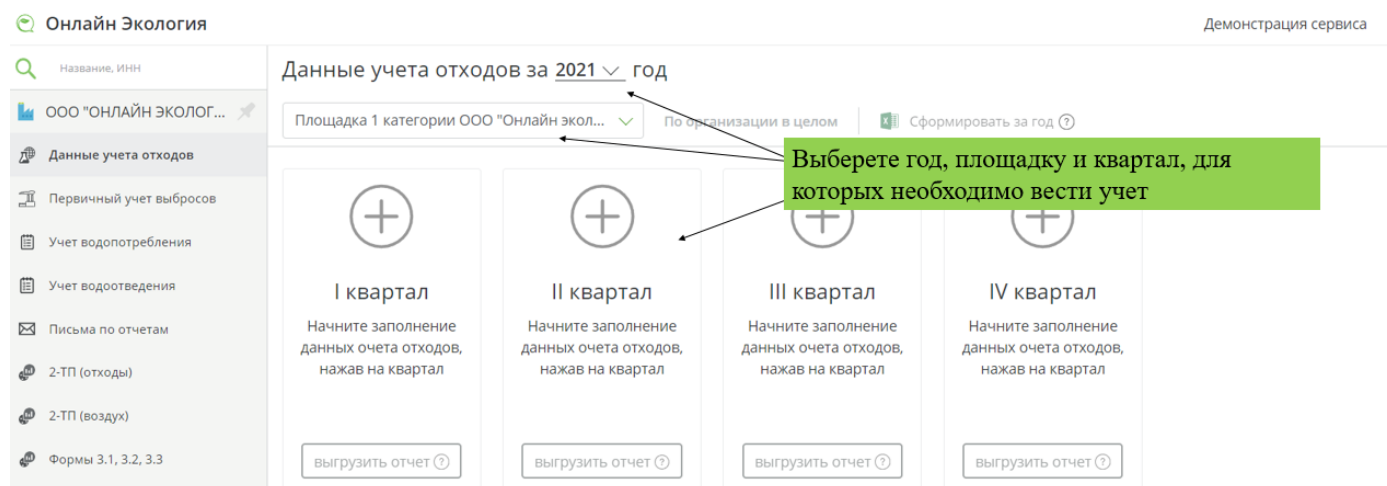 Онлайн Экология
Демонстрация сервиса
Название, ИНН
ООО "ОНЛАЙН ЭКОЛОГ...
Данные учета отходов
Первичный учет выбросов
Учет водопотребления
Учет водоотведения
Письма по отчетам
2-ТП (отходы)
2-ТП (воздух)
Формы 3.1, 3.2, 3.3
Данные учета отходов за 2021 год
Площадка 1 категории ООО "Онлайн экол...
По организации в целом
Сформировать за год ?
Выберете год, площадку и квартал, для
которых необходимо вести учет
I квартал
Начните заполнение
данных очета отходов,
нажав на квартал
выгрузить отчет ?
II квартал
Начните заполнение
данных очета отходов,
нажав на квартал
выгрузить отчет ?
III квартал
Начните заполнение
данных очета отходов,
нажав на квартал
выгрузить отчет ?
IV квартал
Начните заполнение
данных очета отходов,
нажав на квартал
выгрузить отчет ?